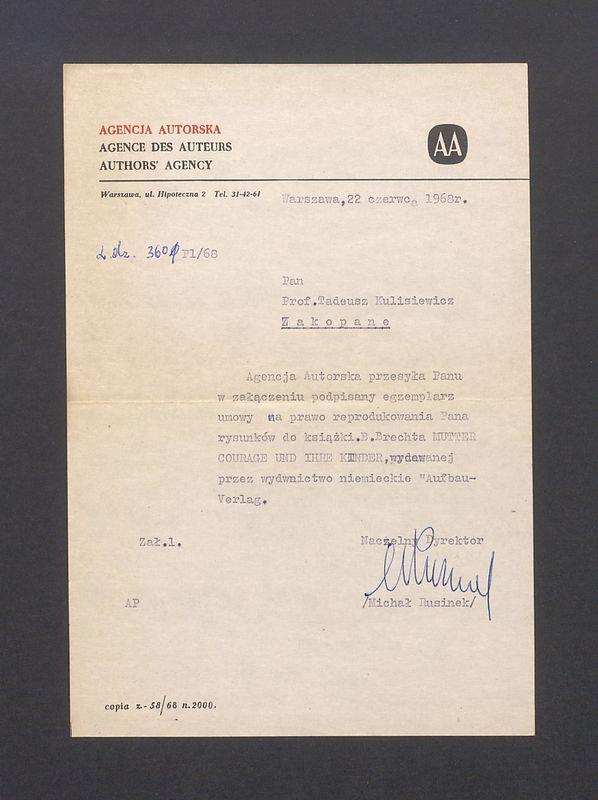 AGENCJA AUTORSKA
AGENCE DES AUTEURS
AUTHORS' AGENCY
AA
Warszawa, ul. Hipoteczna 2 Tel. 31-42-61
Warszawa,22 czerwca 1968r.
L.dz. 3604 P1/68
Pan
Prof.Tadeusz Kulisiewicz
Z a k o p a n e
Agencja Autorska przesyła Panu
w załączeniu podpisany egzemplarz
umowy na prawo reprodukowania Pana
rysunków do książki.B.Brechta MUTTER
COURAGE UND IHRE KINDER,wydawanej
przez wydwnictwo niemieckie "Aufbau-
Verlag.
Zał.1.
Naczelny Dyrektor
AP
/Michał Rusinek/
copia z.-58/68 n.2000.